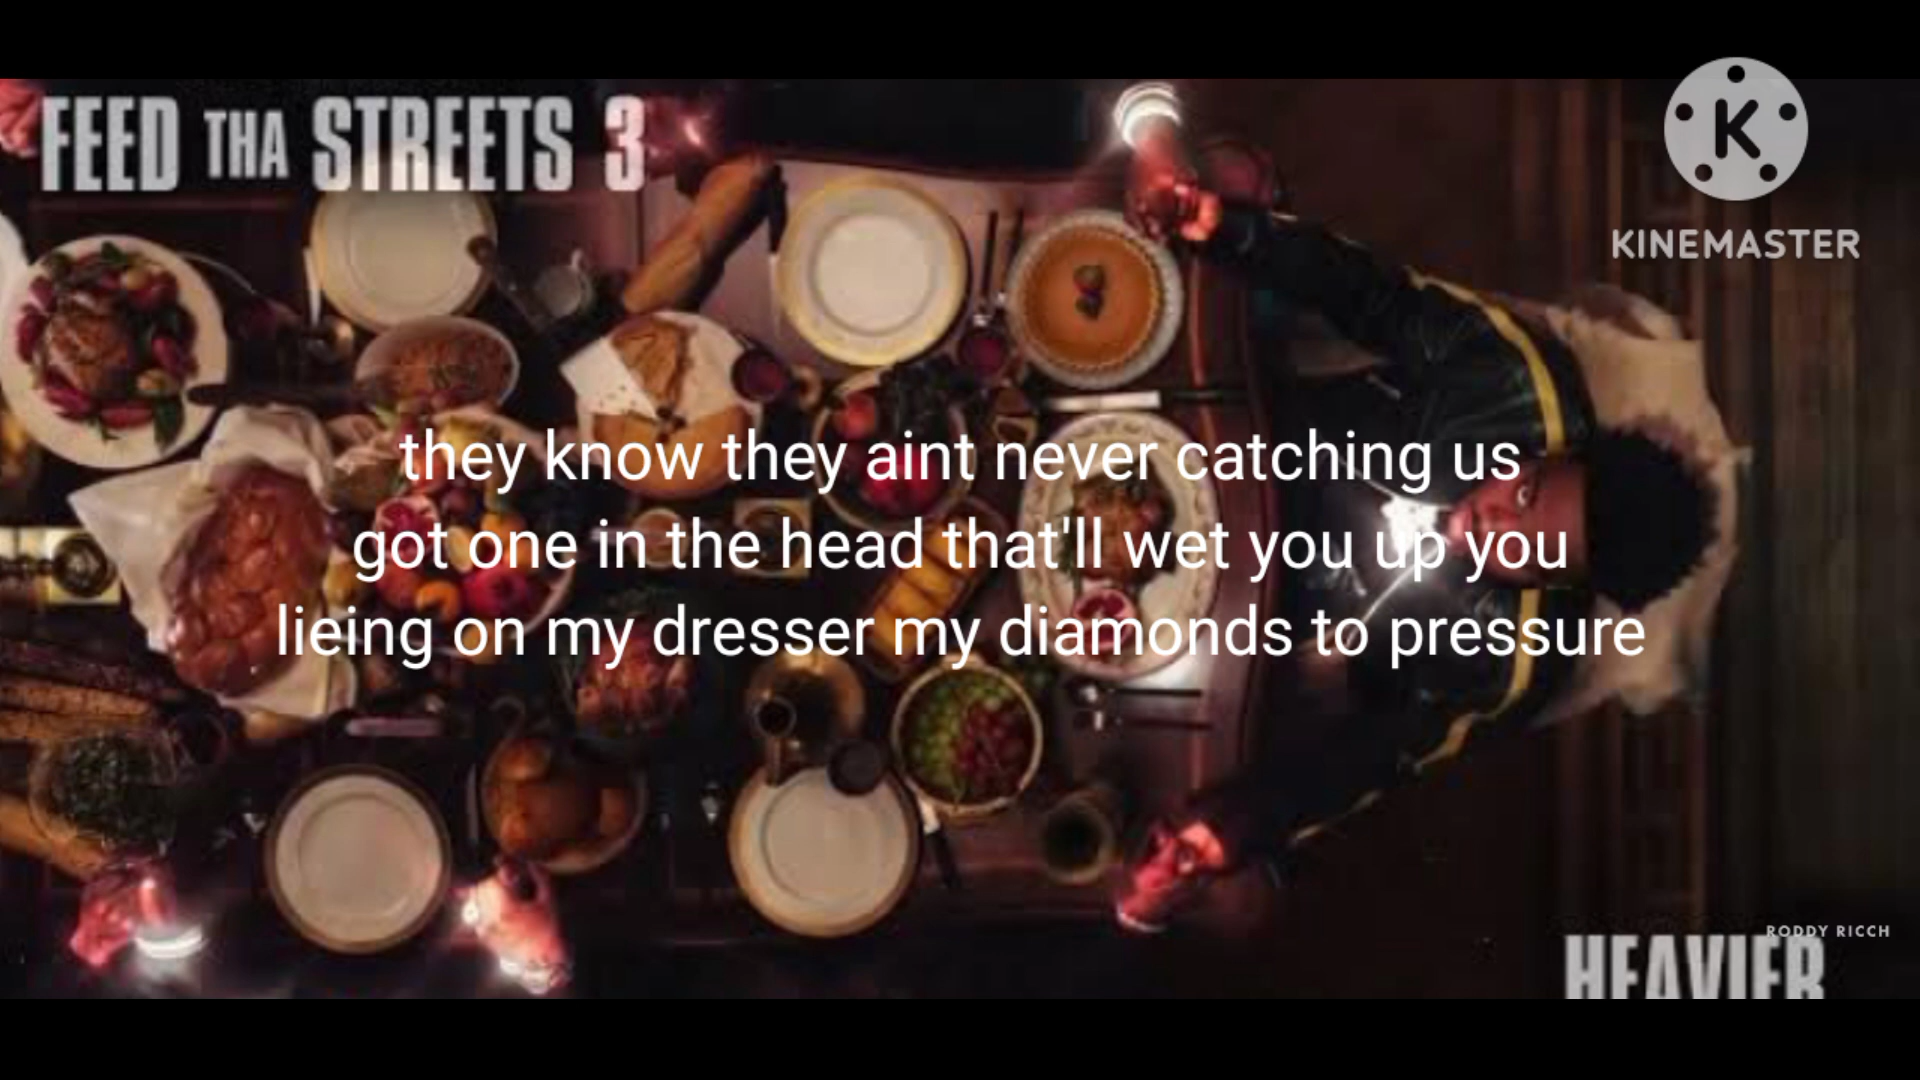 FEED THA STREETS 3
K
KINEMASTER
they know they aint never catching us
got one in the head that'll wet you up you
lieing on my dresser my diamonds to pressure
RODDY RICCH
HEAVIER